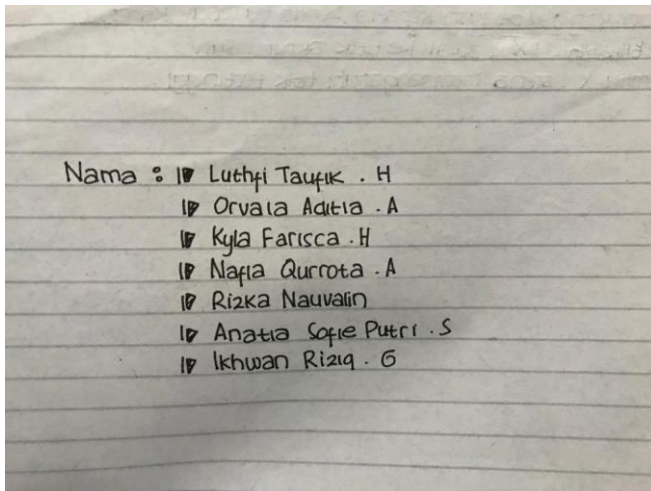 Nama : Luthfi Taufik . H
Orvala Aditia . A
Kyla Farisca . H
Nafla Qurrota . A
Rizka Nauvalin
Anatia Sofie Putri . S
Ikhwan Riziq . G